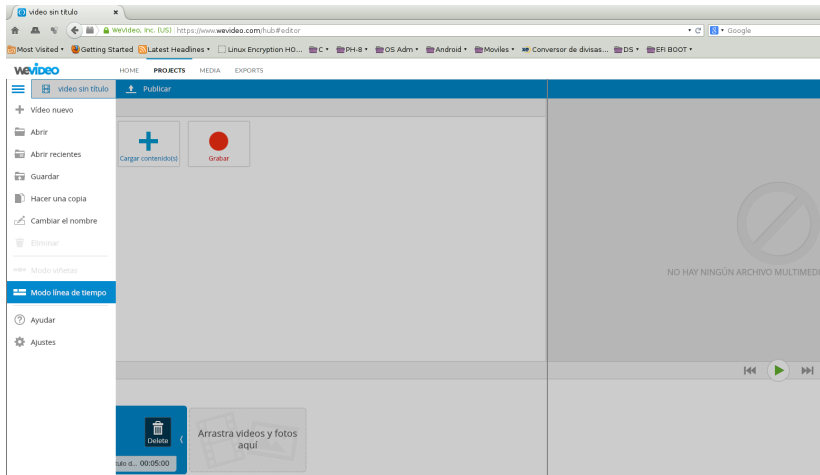 video sin título
WeVideo, Inc. (US) https://www.wevideo.com/hub#editor
Google
Most Visited Getting Started Latest Headlines Linux Encryption HO... C PH-8 OS Adm Android Moviles Conversor de divisas... DS EFI BOOT
WeVIDEO HOME PROJECTS MEDIA EXPORTS
video sin título Publicar
Vídeo nuevo
Abrir
Abrir recientes
Guardar
Hacer una copia
Cambiar el nombre
Eliminar
Modo viñetas
Modo línea de tiempo
Ayudar
Ajustes
Cargar contenido(s)
Grabar
NO HAY NINGÚN ARCHIVO MULTIMEDI
Delete
tulo d... 00:05:00
Arrastra videos y fotos
aquí